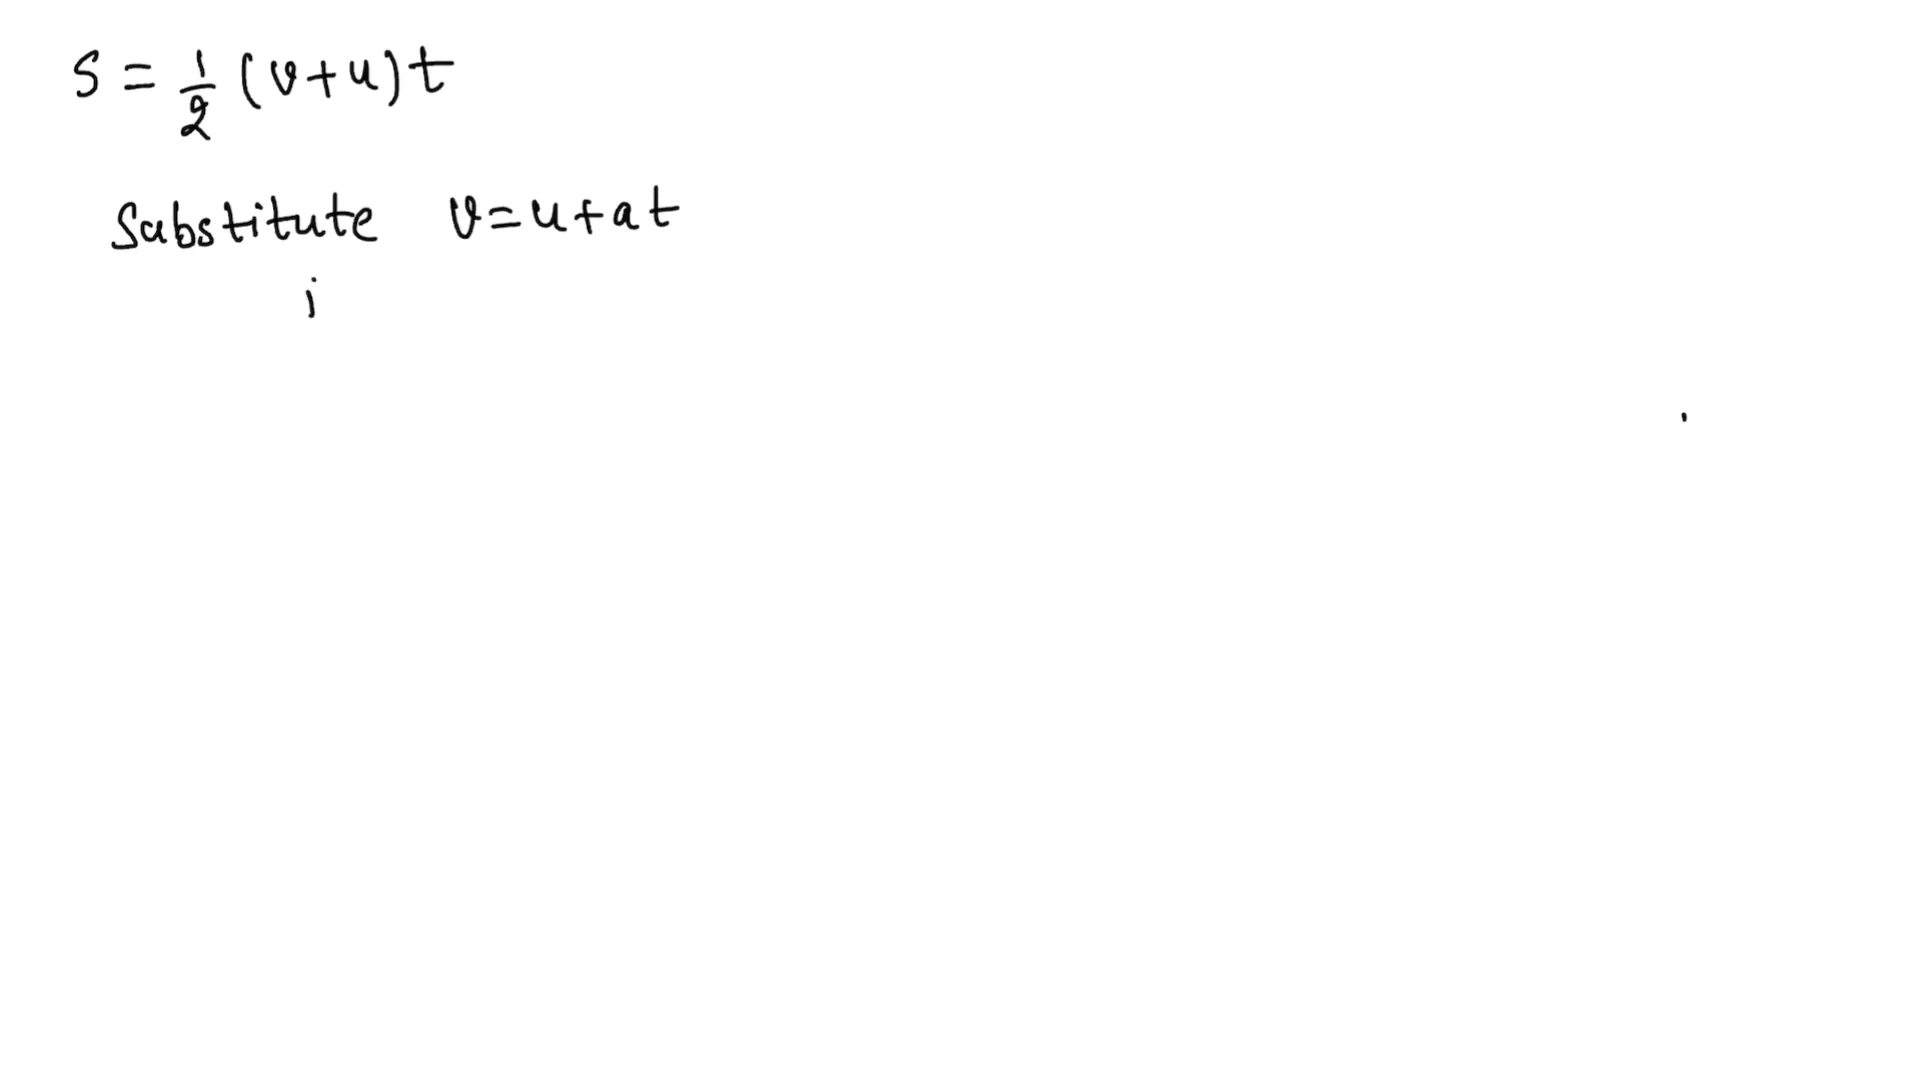 S = 1/2 (v+u)t
Substitute v=u+at
i